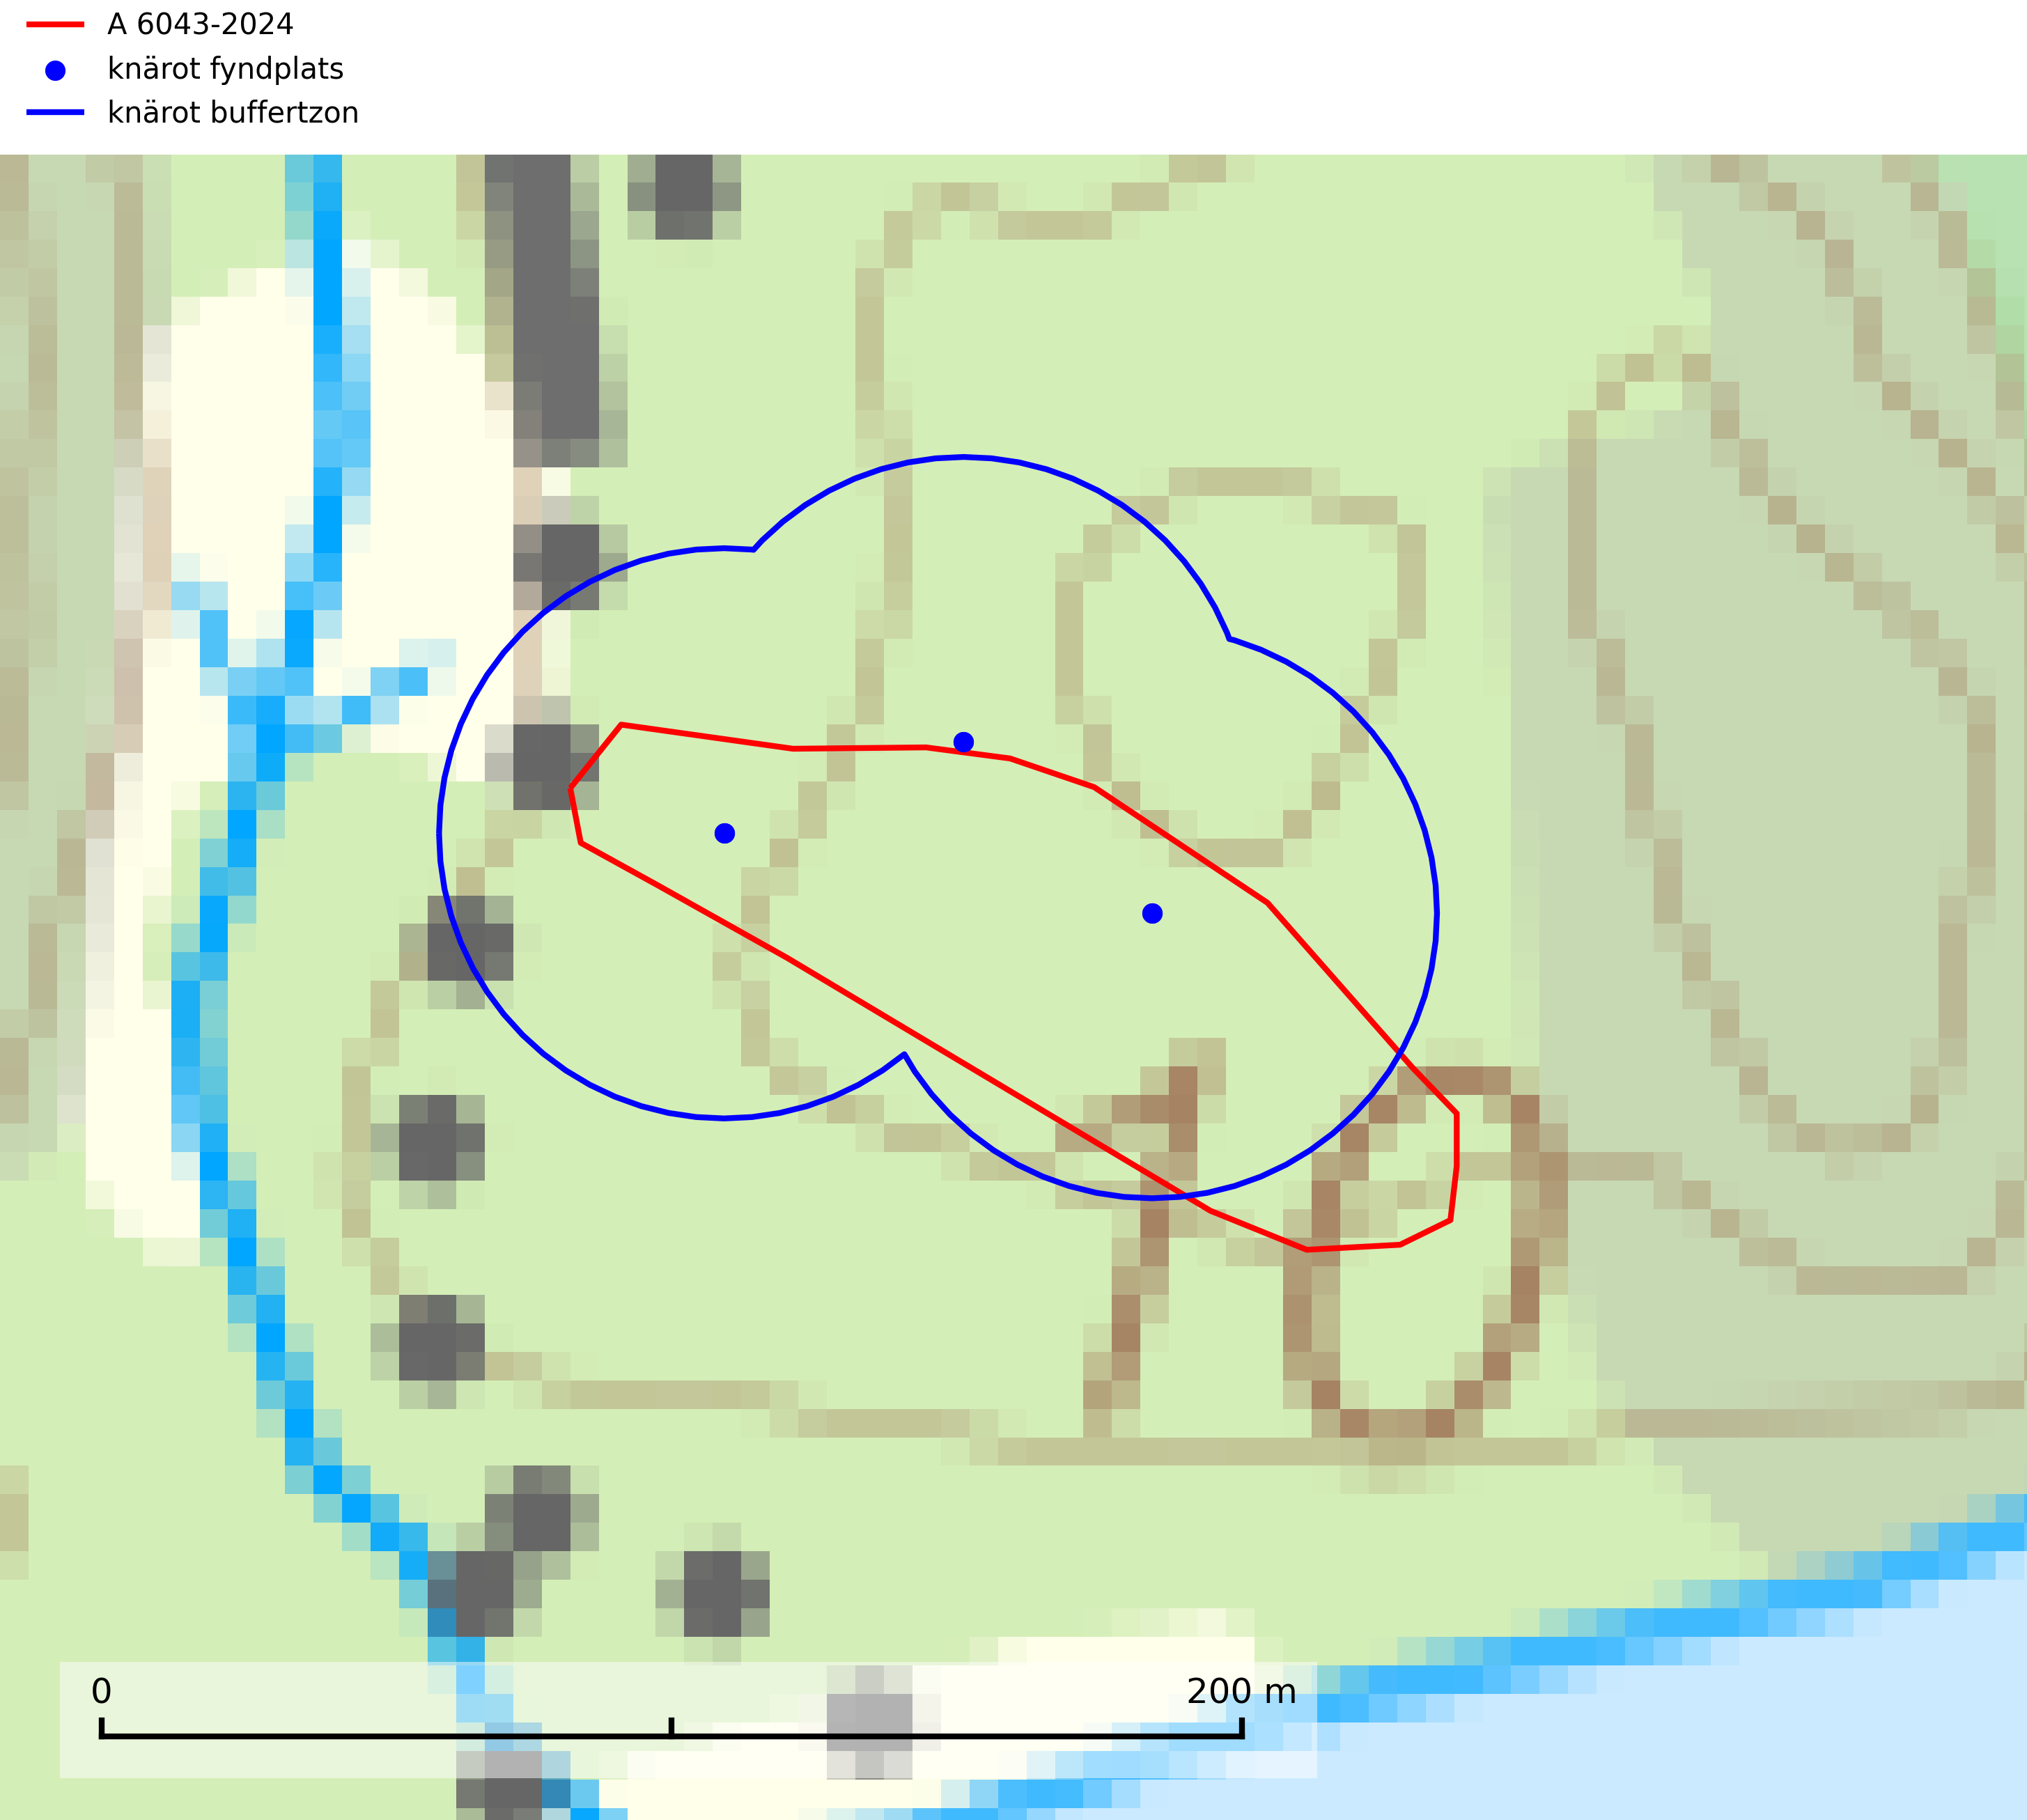 A 6043-2024
knärot fyndplats
knärot buffertzon
0
200 m